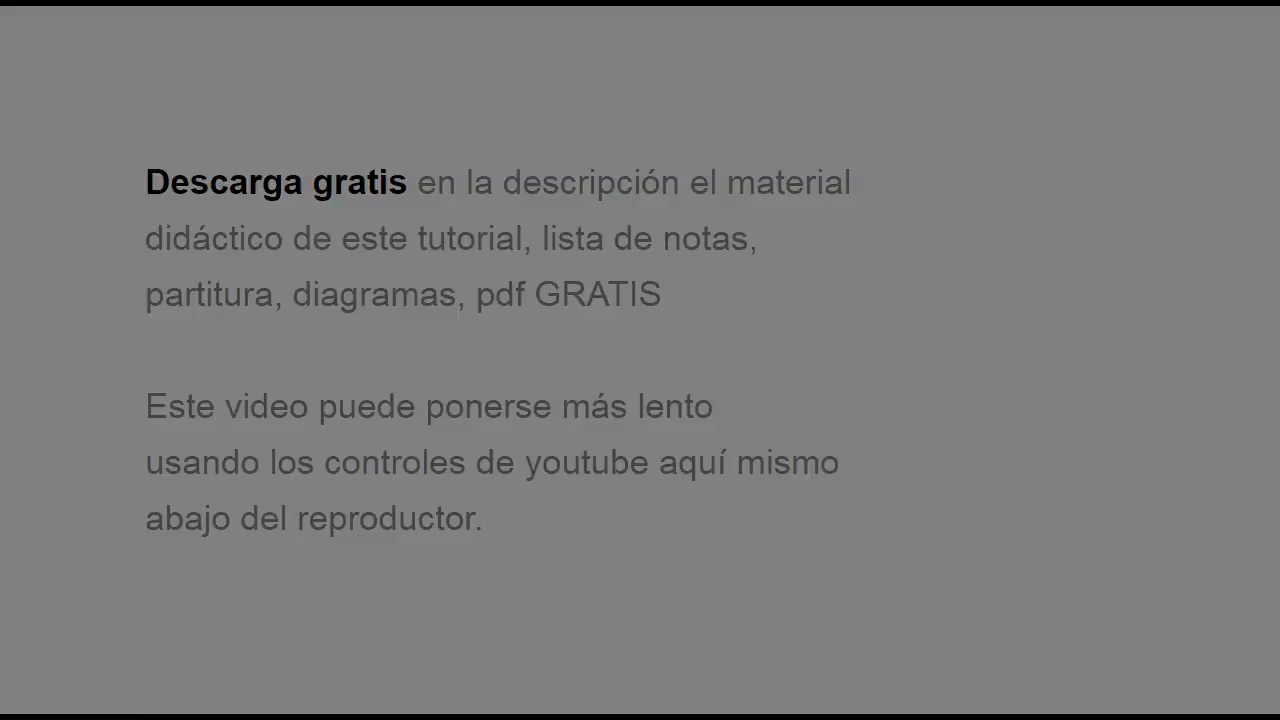 Descarga gratis en la descripción el material
didáctico de este tutorial, lista de notas,
partitura, diagramas, pdf GRATIS
Este video puede ponerse más lento
usando los controles de youtube aquí mismo
abajo del reproductor.